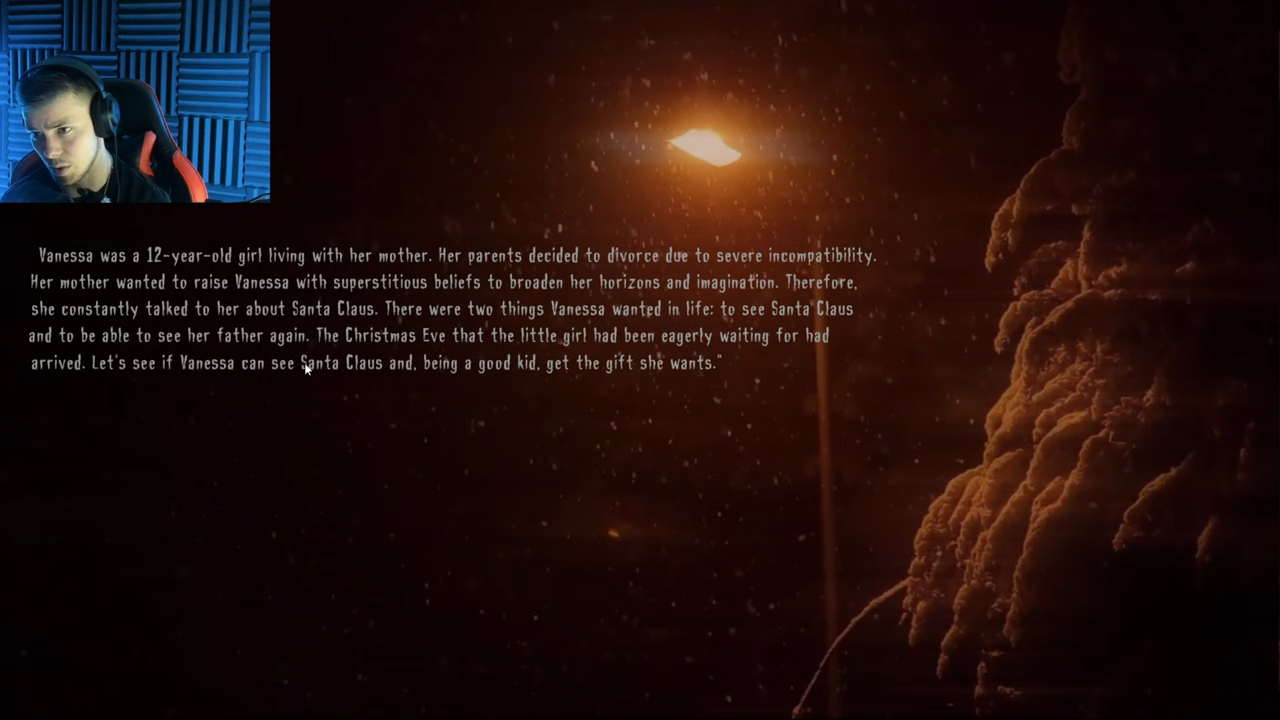 Vanessa was a 12-year-old girl living with her mother. Her parents decided to divorce due to severe incompatibility.
Her mother wanted to raise Vanessa with superstitious beliefs to broaden her horizons and imagination. Therefore,
she constantly talked to her about Santa Claus. There were two things Vanessa wanted in life: to see Santa Claus
and to be able to see her father again. The Christmas Eve that the little girl had been eagerly waiting for had
arrived. Let's see if Vanessa can see Santa Claus and, being a good kid, get the gift she wants."